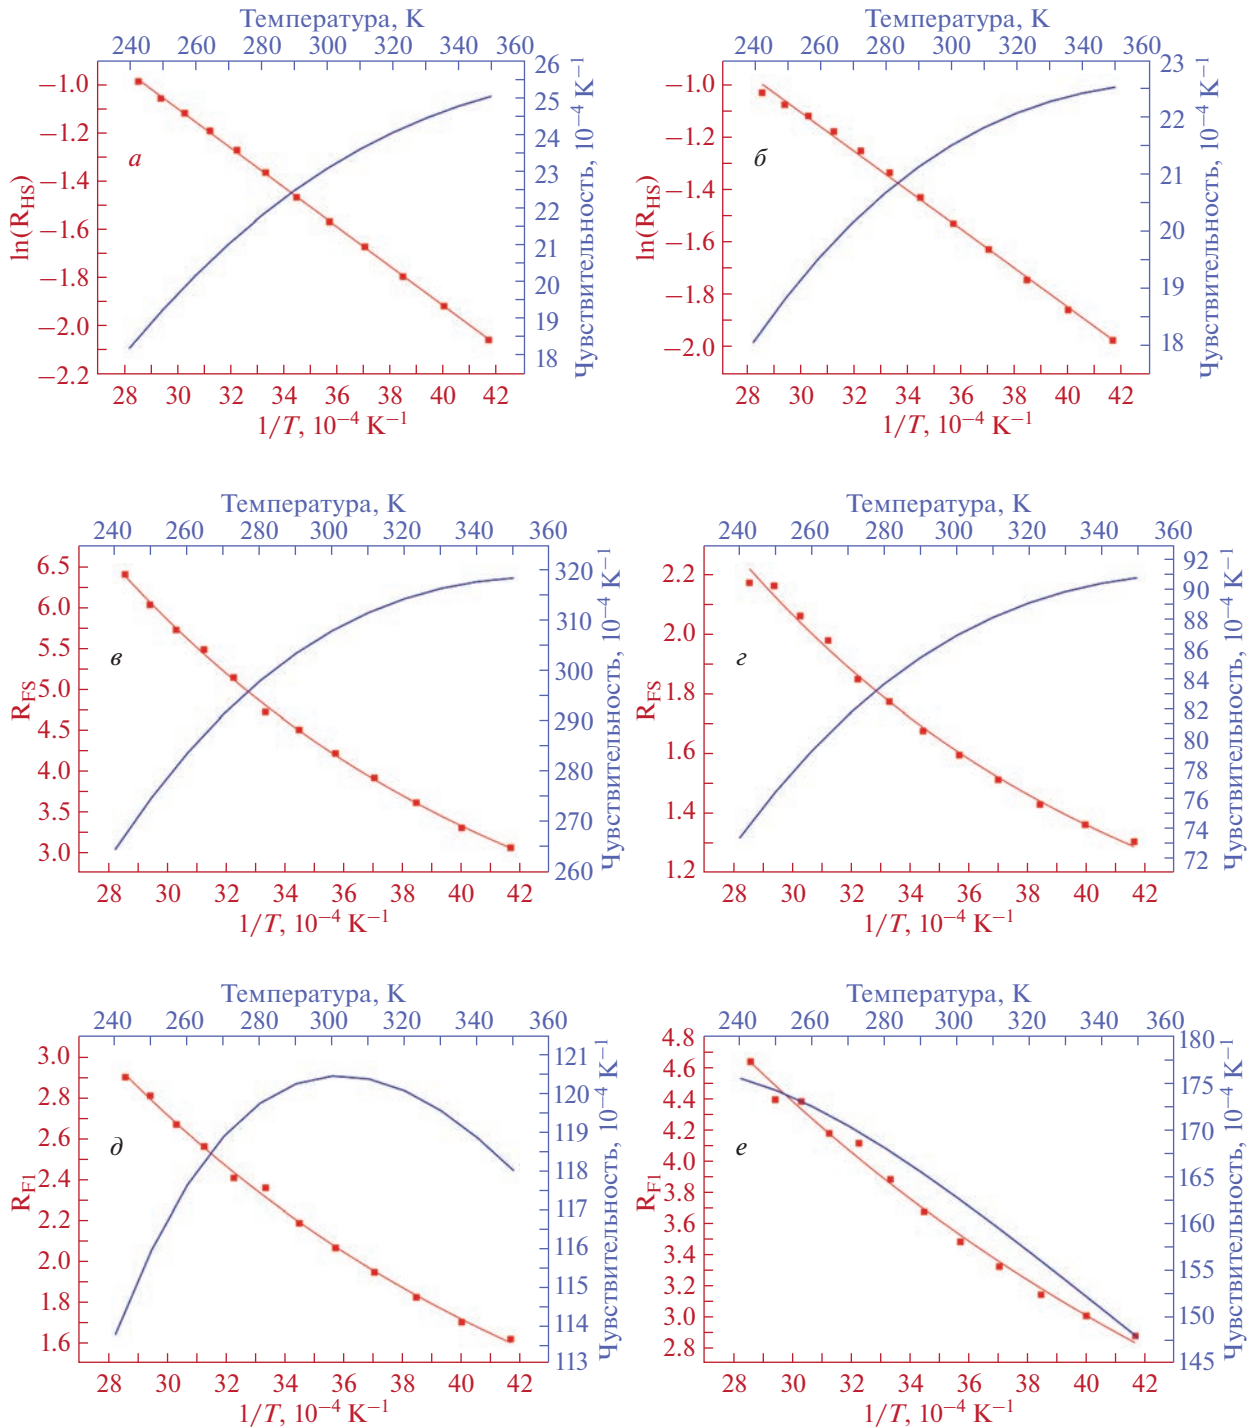 Температура, K
240 260 280 300 320 340 360
ln(R_HS)
−1.0
−1.2
−1.4
−1.6
−1.8
−2.0
−2.2
а
26
25
24
23
22
21
20
19
18
Чувствительность, 10⁻⁴ K⁻¹
28 30 32 34 36 38 40 42
1/T, 10⁻⁴ K⁻¹
Температура, K
240 260 280 300 320 340 360
ln(R_HS)
−1.0
−1.2
−1.4
−1.6
−1.8
−2.0
б
23
22
21
20
19
18
Чувствительность, 10⁻⁴ K⁻¹
28 30 32 34 36 38 40 42
1/T, 10⁻⁴ K⁻¹
Температура, K
240 260 280 300 320 340 360
R_FS
6.5
6.0
5.5
5.0
4.5
4.0
3.5
3.0
в
320
310
300
290
280
270
260
Чувствительность, 10⁻⁴ K⁻¹
28 30 32 34 36 38 40 42
1/T, 10⁻⁴ K⁻¹
Температура, K
240 260 280 300 320 340 360
R_FS
2.2
2.0
1.8
1.6
1.4
1.2
г
92
90
88
86
84
82
80
78
76
74
72
Чувствительность, 10⁻⁴ K⁻¹
28 30 32 34 36 38 40 42
1/T, 10⁻⁴ K⁻¹
Температура, K
240 260 280 300 320 340 360
R_F1
3.0
2.8
2.6
2.4
2.2
2.0
1.8
1.6
д
121
120
119
118
117
116
115
114
113
Чувствительность, 10⁻⁴ K⁻¹
28 30 32 34 36 38 40 42
1/T, 10⁻⁴ K⁻¹
Температура, K
240 260 280 300 320 340 360
R_F1
4.8
4.6
4.4
4.2
4.0
3.8
3.6
3.4
3.2
3.0
2.8
е
180
175
170
165
160
155
150
145
Чувствительность, 10⁻⁴ K⁻¹
28 30 32 34 36 38 40 42
1/T, 10⁻⁴ K⁻¹